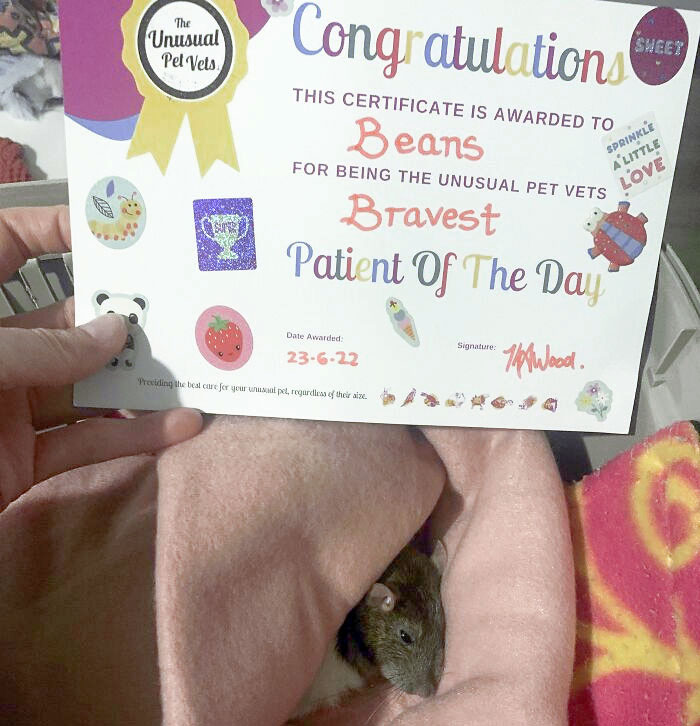 The
Unusual
Pet Vets.
Congratulations
SWEET
THIS CERTIFICATE IS AWARDED TO
Beans
SPRINKLE
A LITTLE
LOVE
FOR BEING THE UNUSUAL PET VETS
Bravest
SUPER
Patient Of The Day
Date Awarded:
23-6-22
Signature:
Providing the best care for your unusual pet, regardless of their size.